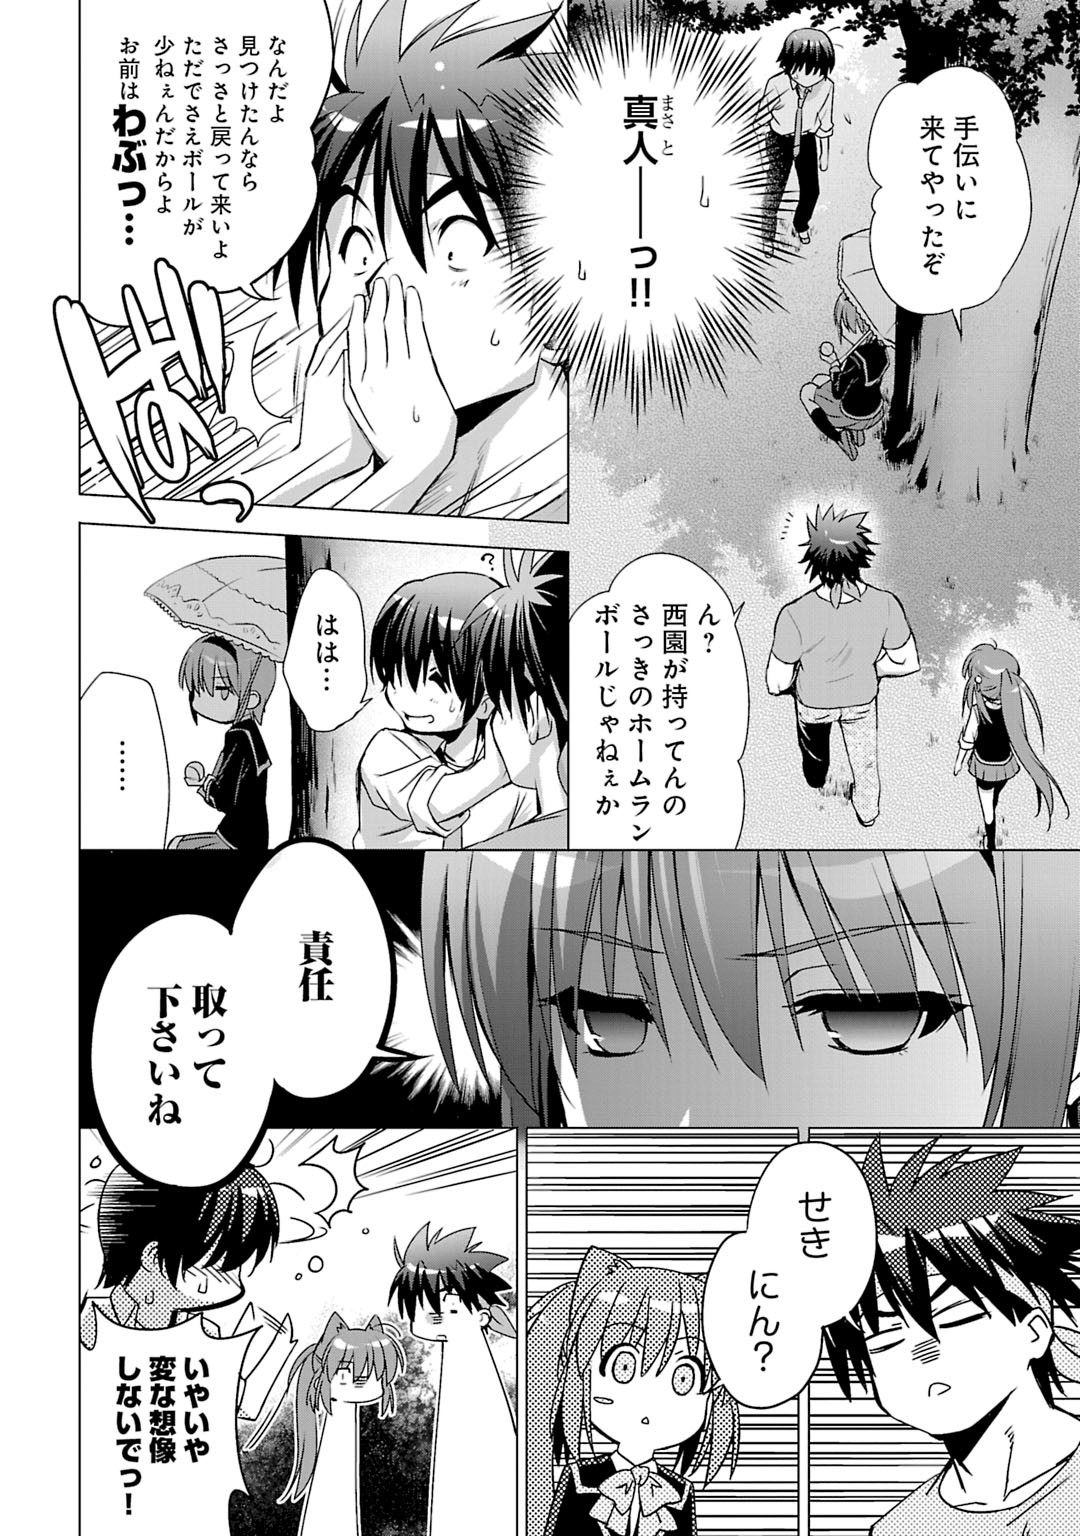 手伝いに
来てやったぞ
真人――っ!!
まさと
なんだよ
見つけたんなら
さっさと戻って来いよ
ただでさえボールが
少ねぇんだからよ
お前は
わぶっ…
ん?
西園が持ってんの
さっきのホームラン
ボールじゃねぇか
?
はは…
……
責任
取って
下さいね
せき
にん?
いやいや
変な想像
しないでっ!